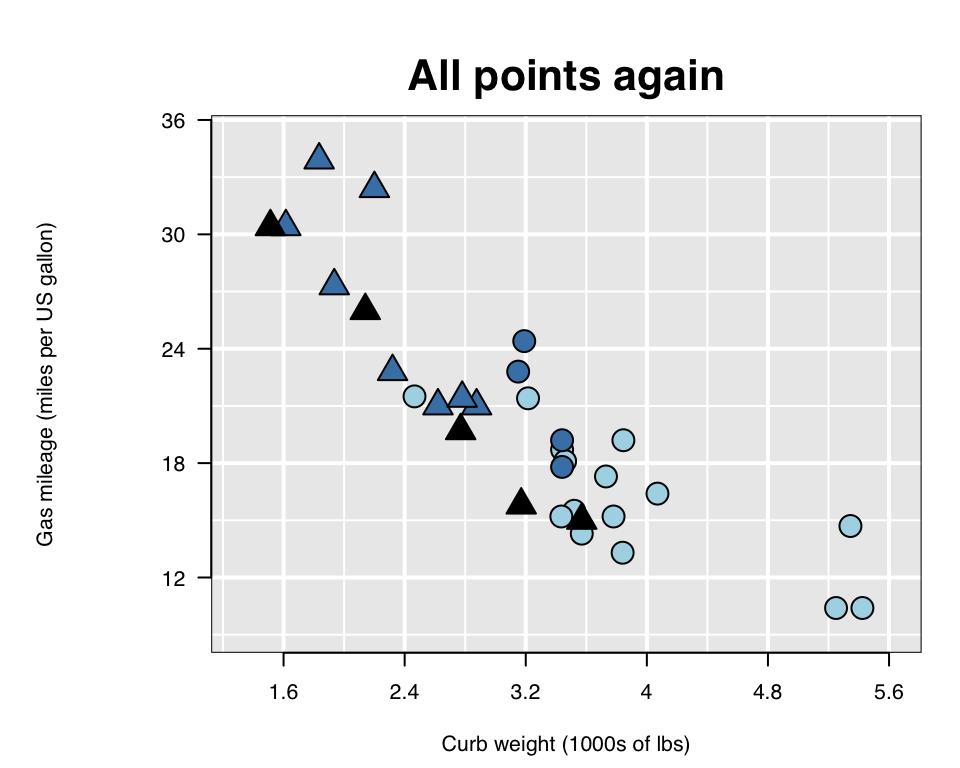 All points again
36
30
24
18
12
Gas mileage (miles per US gallon)
1.6 2.4 3.2 4 4.8 5.6
Curb weight (1000s of lbs)